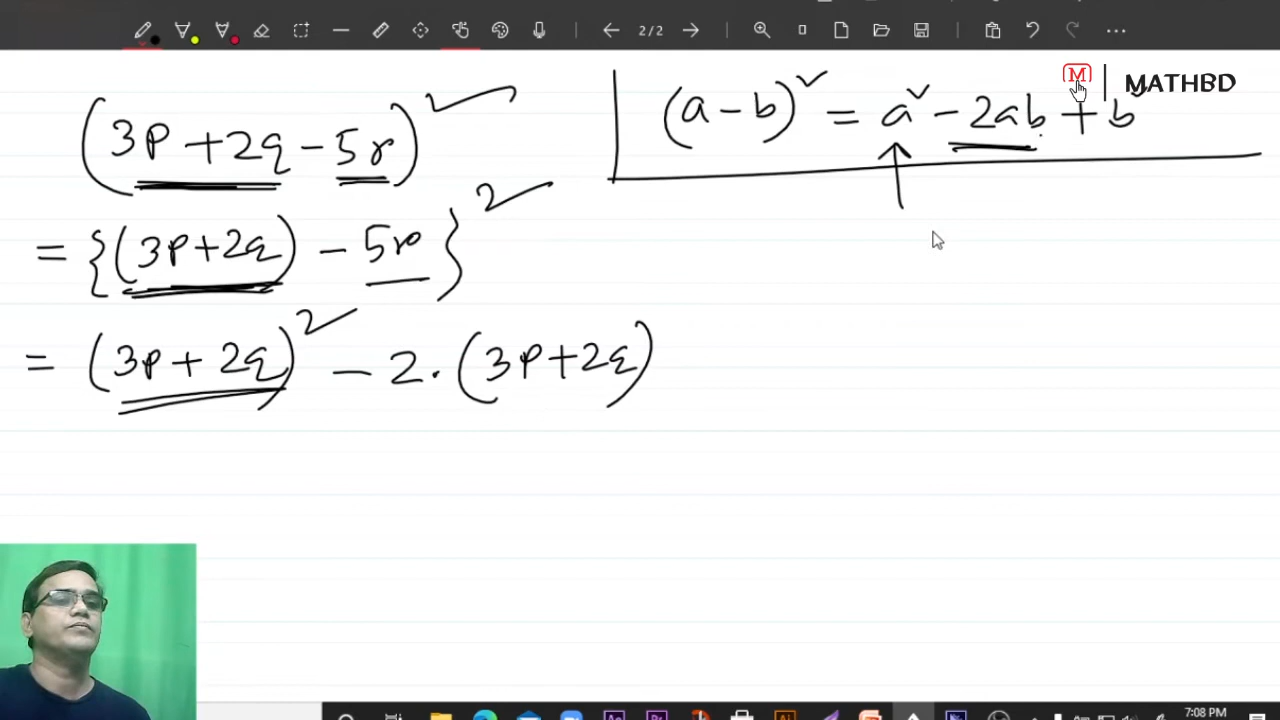 2/2
MATHBD
(3p + 2q - 5r)²
(a - b)² = a² - 2ab + b²
= {(3p+2q) - 5r}²
= (3p + 2q)² - 2. (3p+2q)
7:08 PM